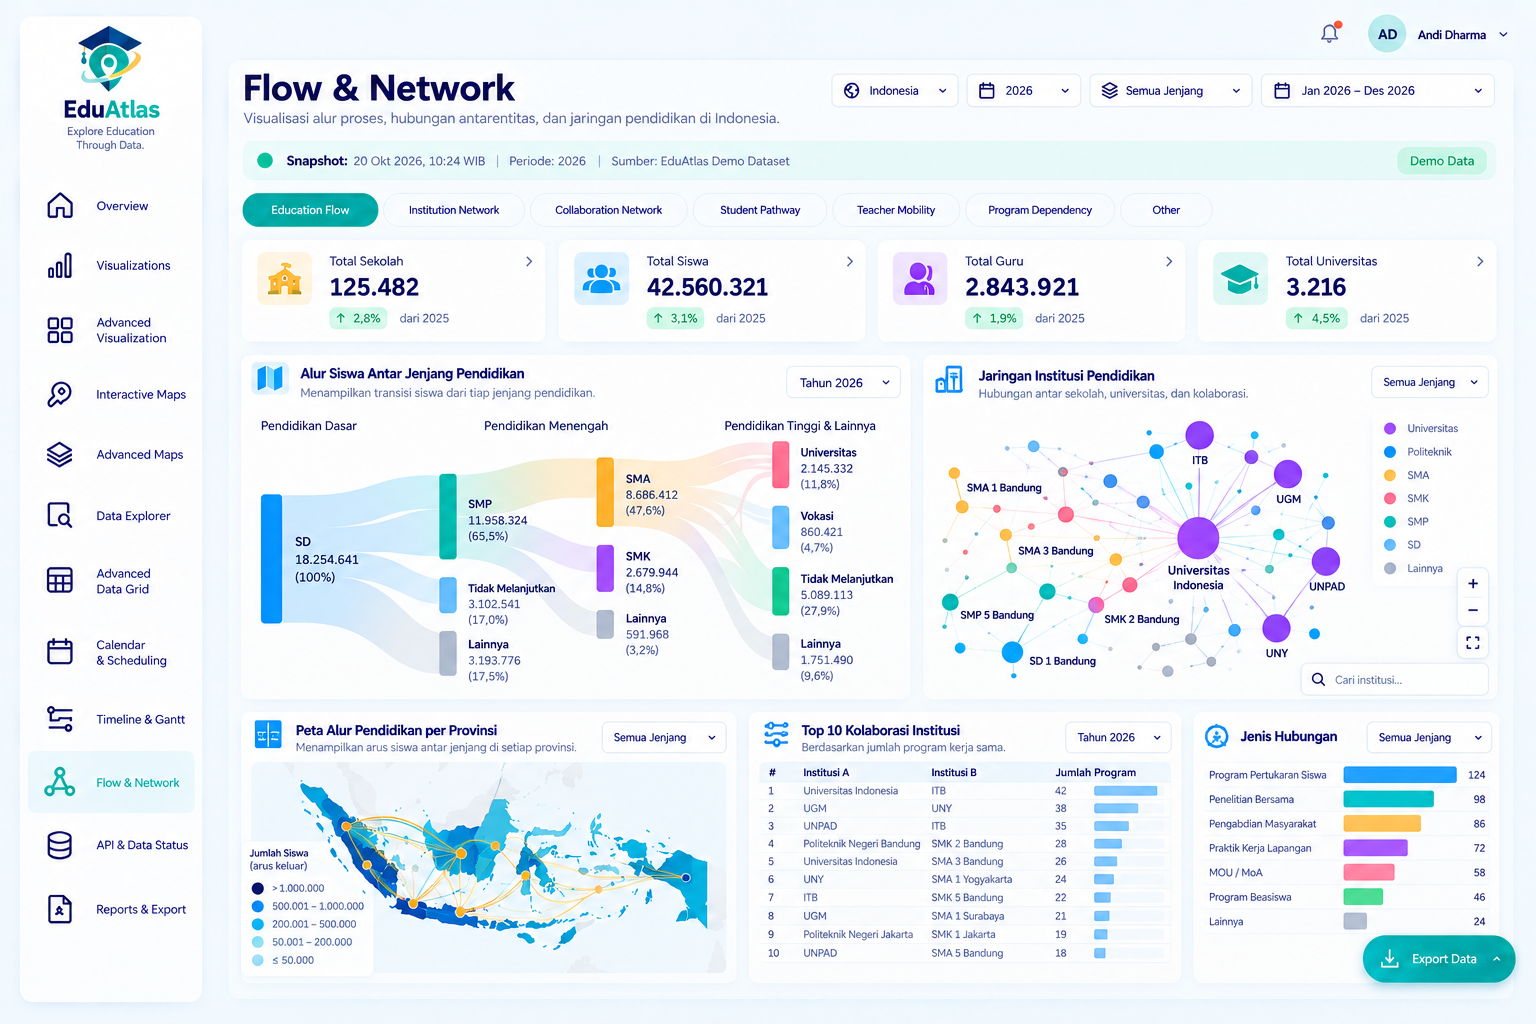 EduAtlas
Explore Education
Through Data.
Overview
Visualizations
Advanced
Visualization
Interactive Maps
Advanced Maps
Data Explorer
Advanced
Data Grid
Calendar
& Scheduling
Timeline & Gantt
Flow & Network
API & Data Status
Reports & Export
AD
Andi Dharma
Flow & Network
Visualisasi alur proses, hubungan antarentitas, dan jaringan pendidikan di Indonesia.
Indonesia
2026
Semua Jenjang
Jan 2026 – Des 2026
Snapshot: 20 Okt 2026, 10:24 WIB | Periode: 2026 | Sumber: EduAtlas Demo Dataset
Demo Data
Education Flow
Institution Network
Collaboration Network
Student Pathway
Teacher Mobility
Program Dependency
Other
Total Sekolah
125.482
↑ 2,8% dari 2025
Total Siswa
42.560.321
↑ 3,1% dari 2025
Total Guru
2.843.921
↑ 1,9% dari 2025
Total Universitas
3.216
↑ 4,5% dari 2025
Alur Siswa Antar Jenjang Pendidikan
Menampilkan transisi siswa dari tiap jenjang pendidikan.
Tahun 2026
Pendidikan Dasar
Pendidikan Menengah
Pendidikan Tinggi & Lainnya
SD
18.254.641
(100%)
SMP
11.958.324
(65,5%)
Tidak Melanjutkan
3.102.541
(17,0%)
Lainnya
3.193.776
(17,5%)
SMA
8.686.412
(47,6%)
SMK
2.679.944
(14,8%)
Lainnya
591.968
(3,2%)
Universitas
2.145.332
(11,8%)
Vokasi
860.421
(4,7%)
Tidak Melanjutkan
5.089.113
(27,9%)
Lainnya
1.751.490
(9,6%)
Jaringan Institusi Pendidikan
Hubungan antar sekolah, universitas, dan kolaborasi.
Semua Jenjang
ITB
UGM
SMA 1 Bandung
SMA 3 Bandung
Universitas
Indonesia
UNPAD
SMP 5 Bandung
SMK 2 Bandung
UNY
SD 1 Bandung
Universitas
Politeknik
SMA
SMK
SMP
SD
Lainnya
+
−
Cari institusi...
Peta Alur Pendidikan per Provinsi
Menampilkan arus siswa antar jenjang di setiap provinsi.
Semua Jenjang
Jumlah Siswa
(arus keluar)
> 1.000.000
500.001 – 1.000.000
200.001 – 500.000
50.001 – 200.000
≤ 50.000
Top 10 Kolaborasi Institusi
Berdasarkan jumlah program kerja sama.
Tahun 2026
# Institusi A Institusi B Jumlah Program
1 Universitas Indonesia ITB 42
2 UGM UNY 38
3 UNPAD ITB 35
4 Politeknik Negeri Bandung SMK 2 Bandung 28
5 Universitas Indonesia SMA 3 Bandung 26
6 UNY SMA 1 Yogyakarta 24
7 ITB SMK 5 Bandung 22
8 UGM SMA 1 Surabaya 21
9 Politeknik Negeri Jakarta SMK 1 Jakarta 19
10 UNPAD SMA 5 Bandung 18
Jenis Hubungan
Semua Jenjang
Program Pertukaran Siswa 124
Penelitian Bersama 98
Pengabdian Masyarakat 86
Praktik Kerja Lapangan 72
MOU / MoA 58
Program Beasiswa 46
Lainnya 24
Export Data